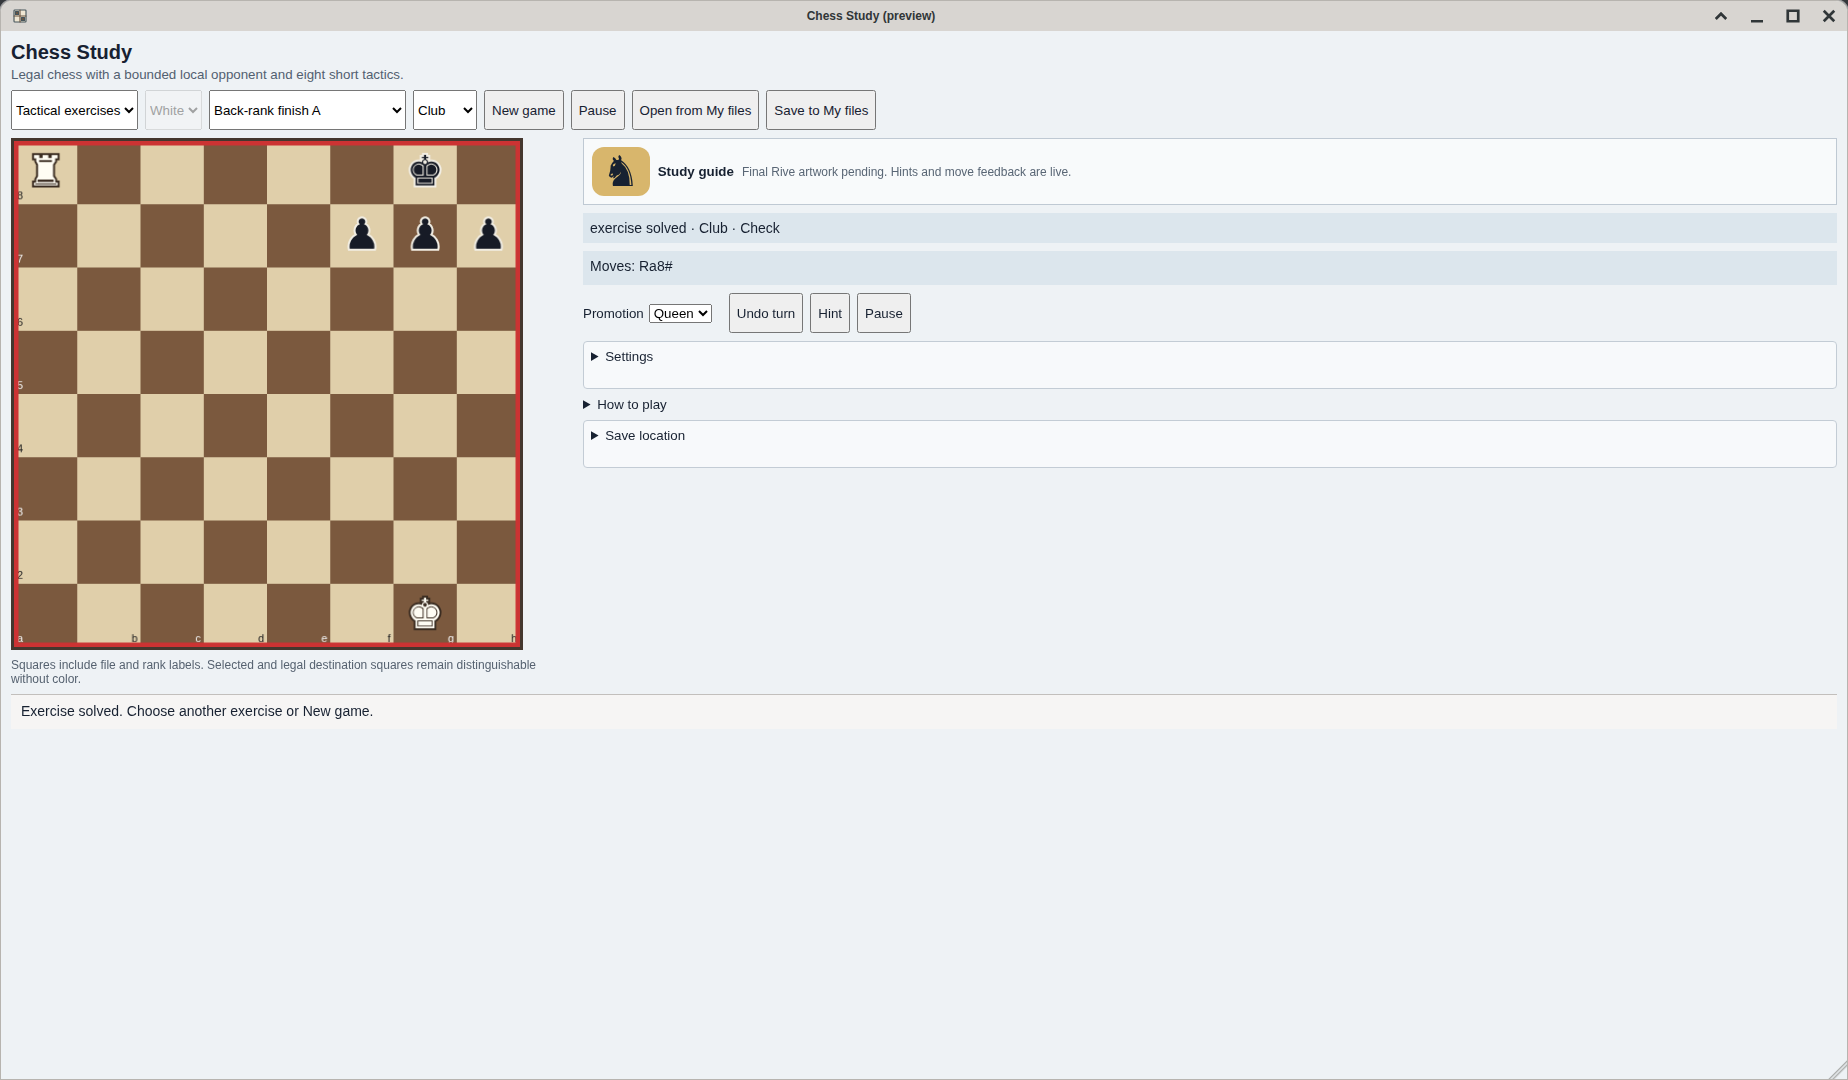 Chess Study (preview)
Chess Study
Legal chess with a bounded local opponent and eight short tactics.
Tactical exercises White Back-rank finish A Club New game Pause Open from My files Save to My files
Study guide Final Rive artwork pending. Hints and move feedback are live.
exercise solved · Club · Check
Moves: Ra8#
Promotion Queen Undo turn Hint Pause
Settings
How to play
Save location
8
7
6
5
4
3
2
a b c d e f g h
Squares include file and rank labels. Selected and legal destination squares remain distinguishable
without color.
Exercise solved. Choose another exercise or New game.